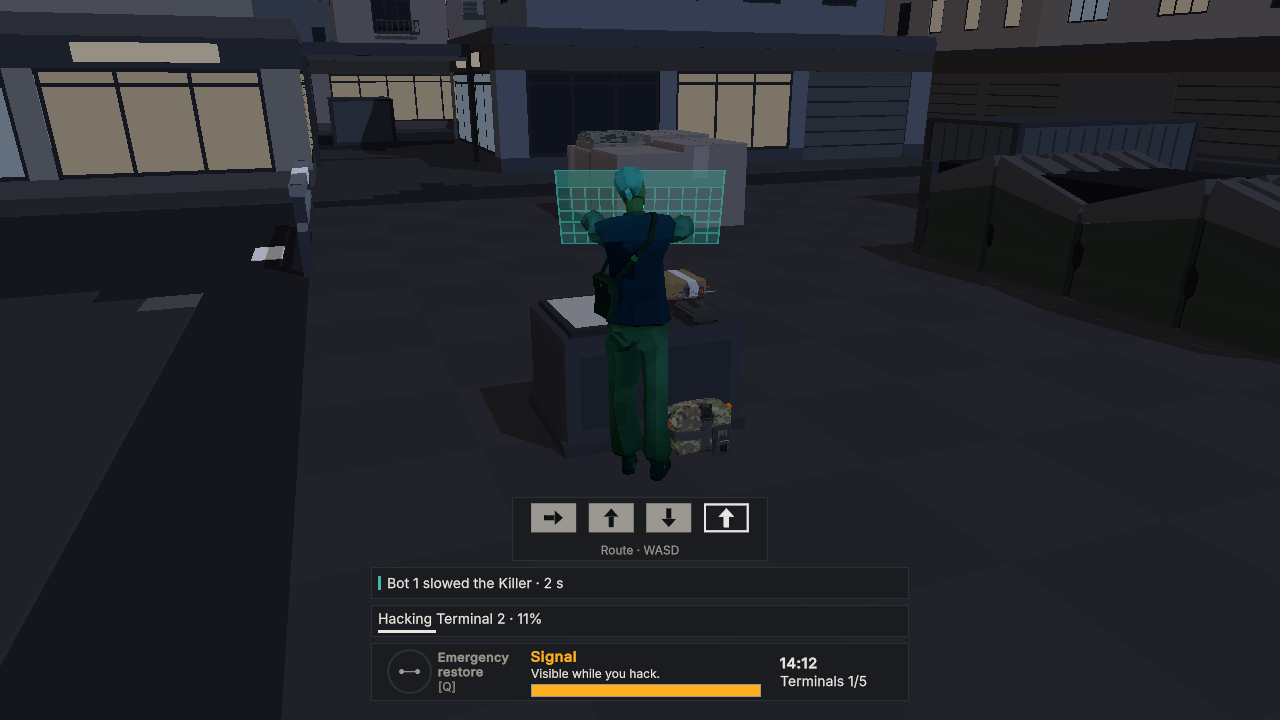 Route · WASD
Bot 1 slowed the Killer · 2 s
Hacking Terminal 2 · 11%
Emergency
restore
[Q]
Signal
Visible while you hack.
14:12
Terminals 1/5